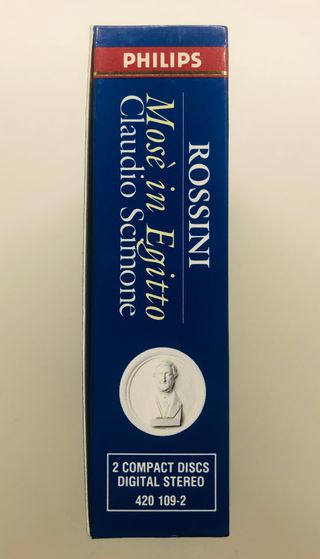 PHILIPS
ROSSINI
Mosè in Egitto
Claudio Scimone
2 COMPACT DISCS
DIGITAL STEREO
420 109-2